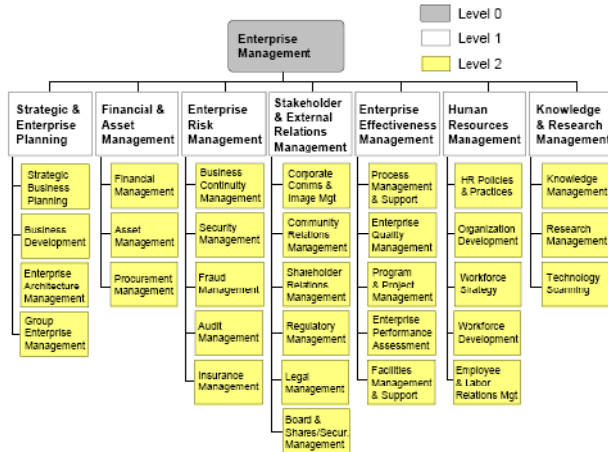 Level 0
Level 1
Level 2
Enterprise
Management
Strategic &
Enterprise
Planning
Financial &
Asset
Management
Enterprise
Risk
Management
Stakeholder
& External
Relations
Management
Enterprise
Effectiveness
Management
Human
Resources
Management
Knowledge
& Research
Management
Strategic
Business
Planning
Business
Development
Enterprise
Architecture
Management
Group
Enterprise
Management
Financial
Management
Asset
Management
Procurement
Management
Business
Continuity
Management
Security
Management
Fraud
Management
Audit
Management
Insurance
Management
Corporate
Comms &
Image Mgt
Community
Relations
Management
Shareholder
Relations
Management
Regulatory
Management
Legal
Management
Board &
Shares/Secur.
Management
Process
Management
& Support
Enterprise
Quality
Management
Program
& Project
Management
Enterprise
Performance
Assessment
Facilities
Management
& Support
HR Policies
& Practices
Organization
Development
Workforce
Strategy
Workforce
Development
Employee
& Labor
Relations Mgt
Knowledge
Management
Research
Management
Technology
Scanning